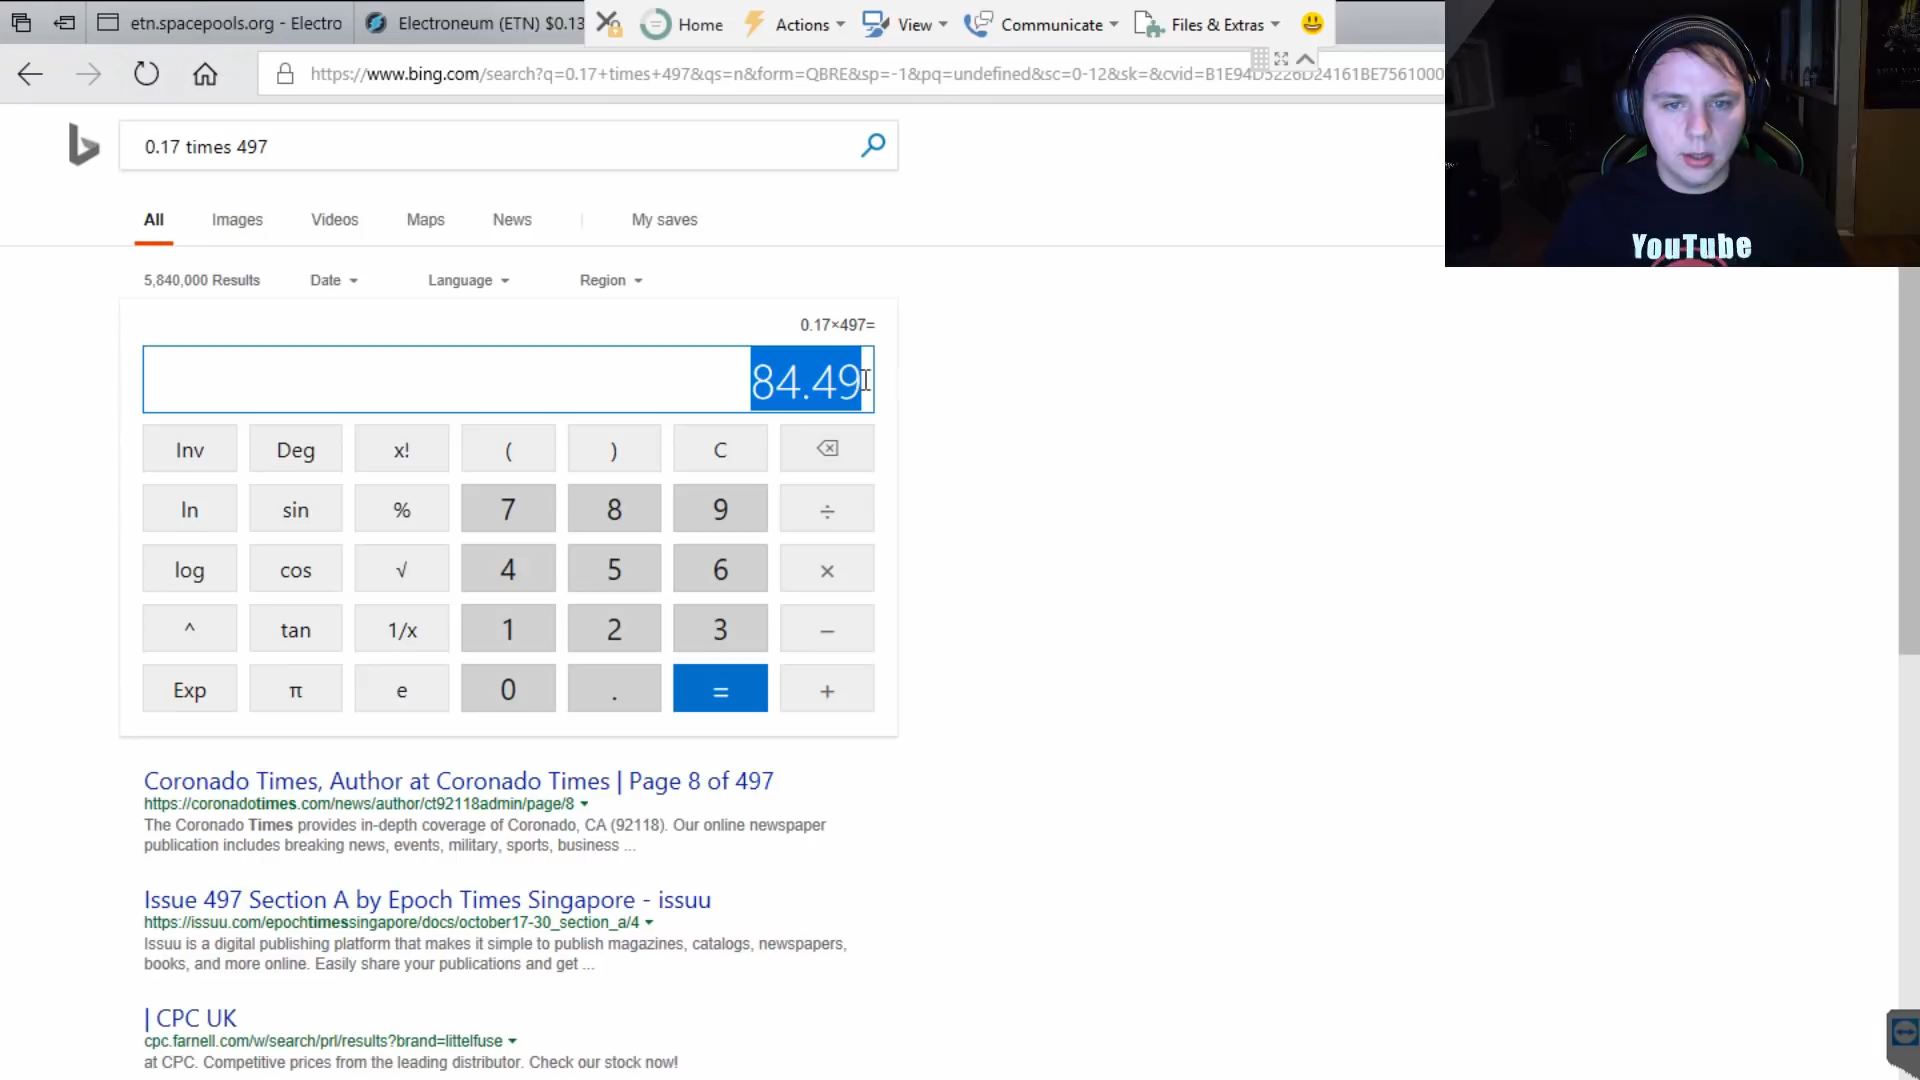 etn.spacepools.org - Electro
Electroneum (ETN) $0.13
Home
Actions
View
Communicate
Files & Extras
https://www.bing.com/search?q=0.17+times+497&qs=n&form=QBRE&sp=-1&pq=undefined&sc=0-12&sk=&cvid=B1E94D5226D24161BE7561000
0.17 times 497
All
Images
Videos
Maps
News
My saves
YouTube
5,840,000 Results
Date
Language
Region
0.17×497=
84.49
Inv Deg x! ( ) C
ln sin % 7 8 9 ÷
log cos √ 4 5 6 ×
^ tan 1/x 1 2 3 −
Exp π e 0 . = +
Coronado Times, Author at Coronado Times | Page 8 of 497
https://coronadotimes.com/news/author/ct92118admin/page/8
The Coronado Times provides in-depth coverage of Coronado, CA (92118). Our online newspaper
publication includes breaking news, events, military, sports, business ...
Issue 497 Section A by Epoch Times Singapore - issuu
https://issuu.com/epochtimessingapore/docs/october17-30_section_a/4
Issuu is a digital publishing platform that makes it simple to publish magazines, catalogs, newspapers,
books, and more online. Easily share your publications and get ...
| CPC UK
cpc.farnell.com/w/search/prl/results?brand=littelfuse
at CPC. Competitive prices from the leading distributor. Check our stock now!